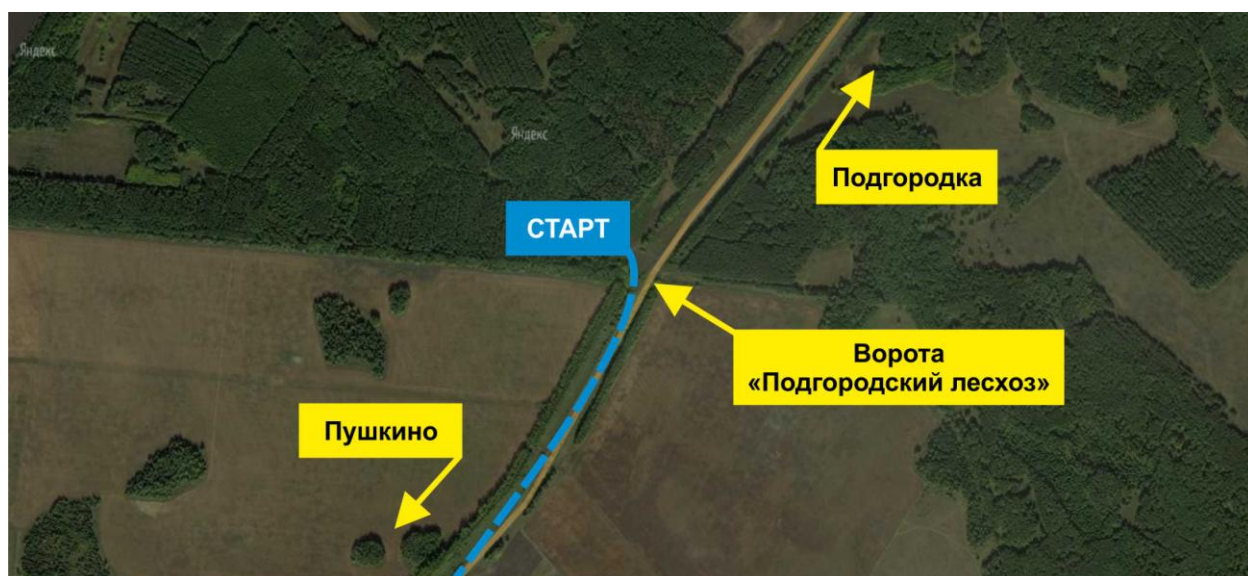 Яндекс
Яндекс
Подгородка
СТАРТ
Ворота
«Подгородский лесхоз»
Пушкино